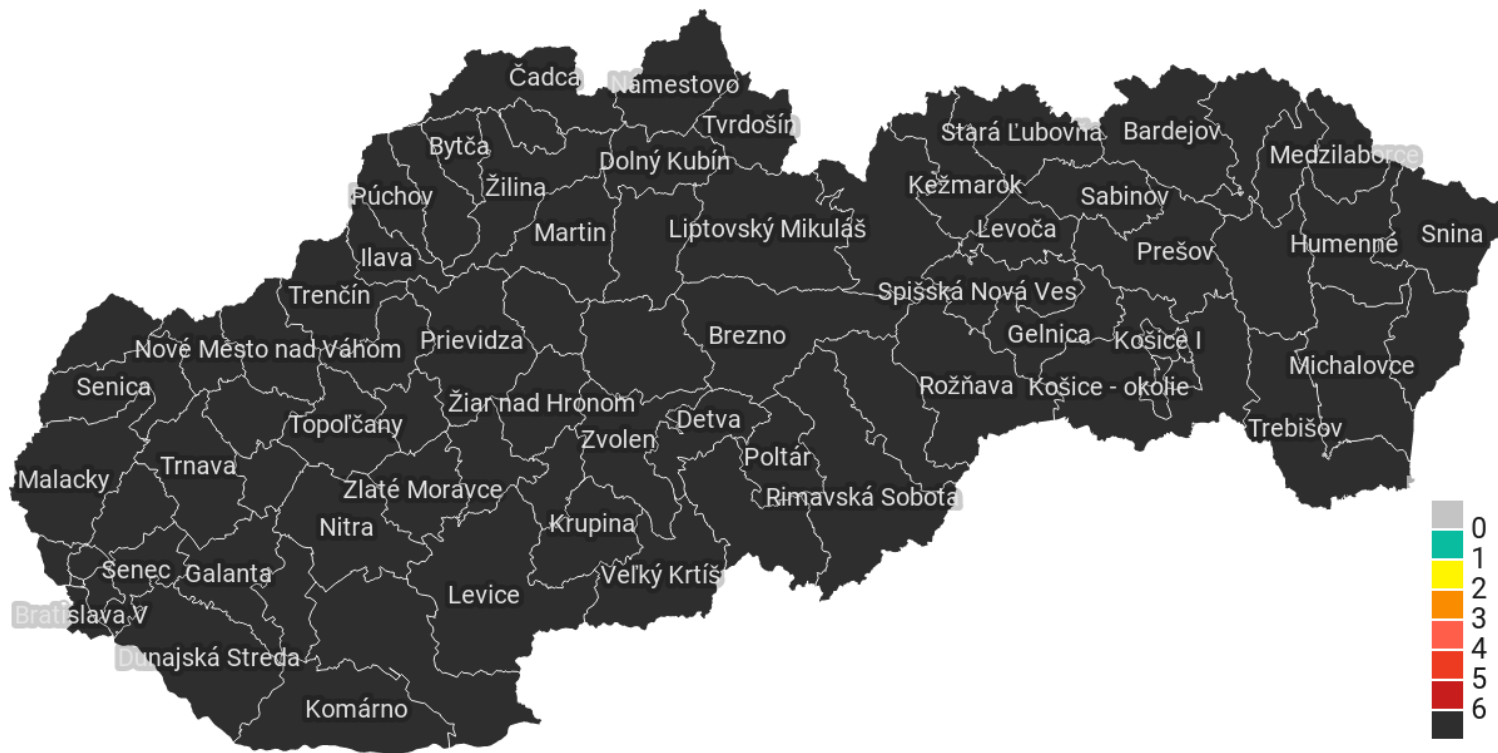 Čadca
Námestovo
Tvrdošín
Stará Ľubovňa
Bardejov
Bytča
Dolný Kubín
Medzilaborce
Púchov
Žilina
Kežmarok
Sabinov
Martin
Liptovský Mikuláš
Levoča
Prešov
Humenné
Snina
Ilava
Trenčín
Spišská Nová Ves
Nové Mesto nad Váhom
Prievidza
Brezno
Gelnica
Košice I
Michalovce
Senica
Žiar nad Hronom
Rožňava
Košice - okolie
Topoľčany
Zvolen
Detva
Trebišov
Malacky
Trnava
Zlaté Moravce
Poltár
Rimavská Sobota
Nitra
Krupina
Senec
Galanta
Levice
Veľký Krtíš
Bratislava V
Dunajská Streda
Komárno
0
1
2
3
4
5
6